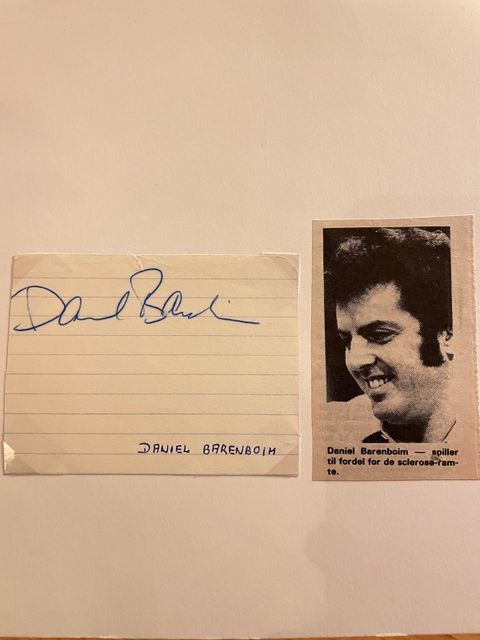 Daniel Barenboim
DANIEL BARENBOIM
Daniel Barenboim — spiller
til fordel for de sclerose-ram-
te.